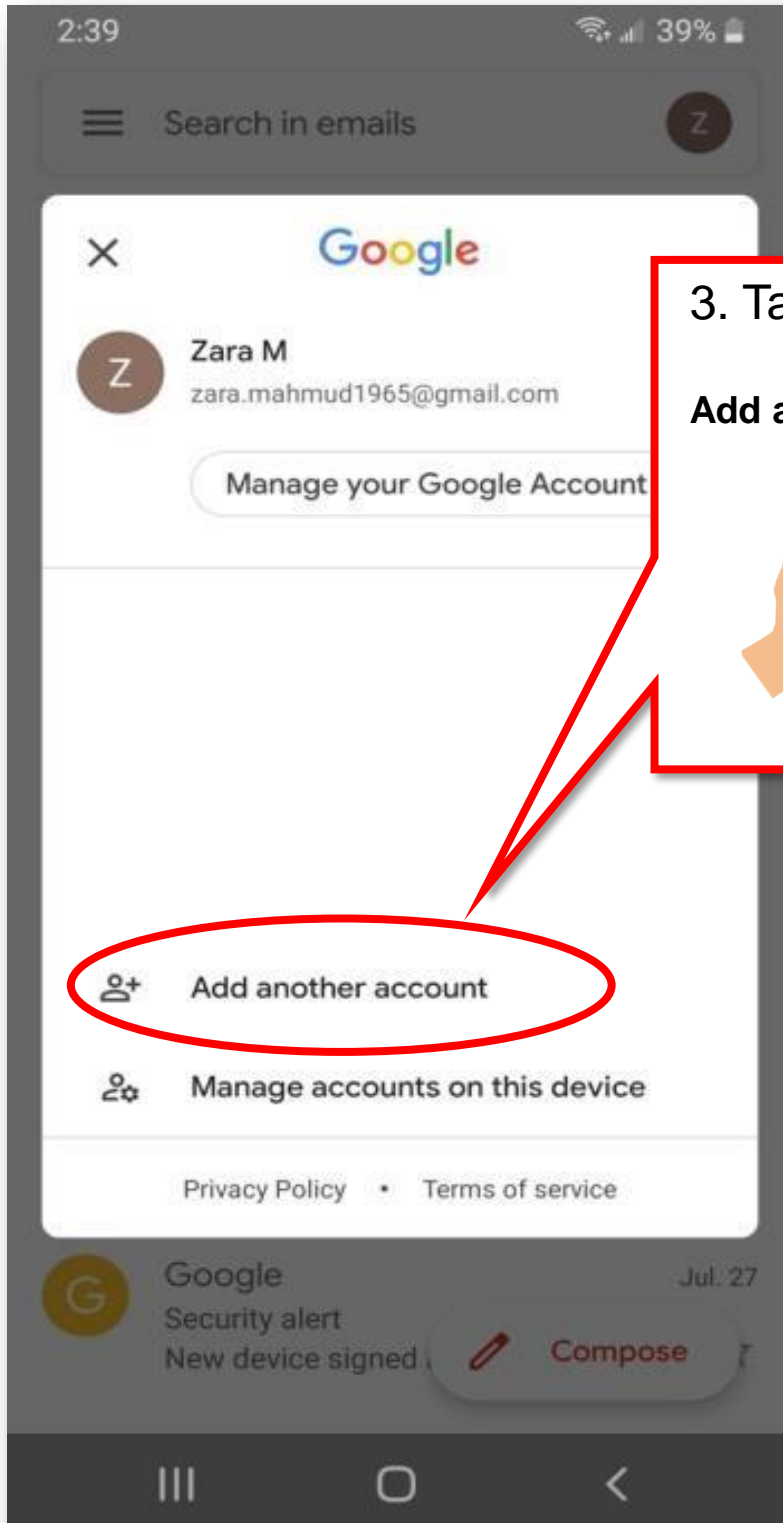 2:39
39%
Search in emails
Z
Google
3. Ta
Z
Zara M
zara.mahmud1965@gmail.com
Add a
Manage your Google Account
Add another account
Manage accounts on this device
Privacy Policy • Terms of service
G
Google
Jul. 27
Security alert
New device signed
Compose